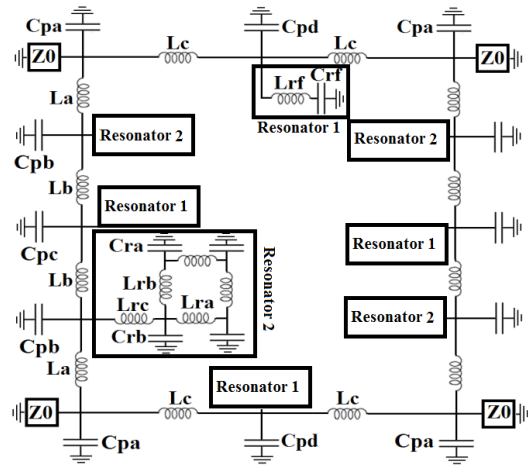 Cpa Cpd Cpa
Z0 Lc Lc Z0
Lrf Crf
La
Resonator 1
Resonator 2 Resonator 2
Cpb
Lb
Resonator 1
Cpc Resonator 1
Cra
Resonator 2
Lb Lrb
Lrc Lra
Resonator 2
Cpb Crb
La
Resonator 1
Z0 Lc Lc Z0
Cpa Cpd Cpa